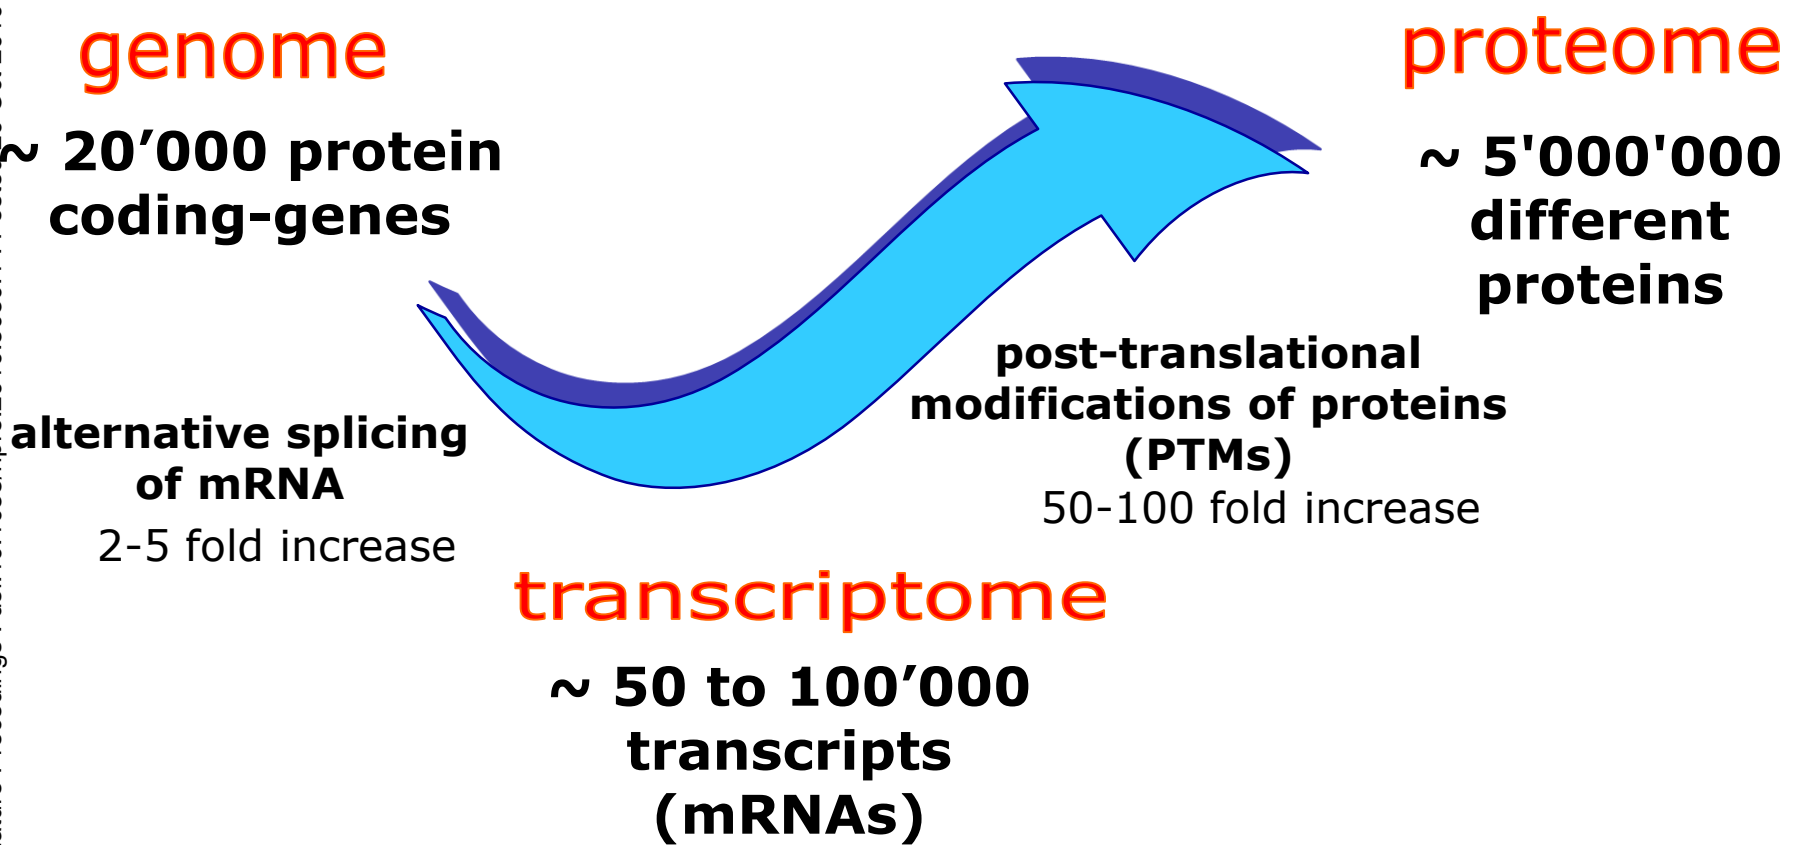 genome
~ 20’000 protein
coding-genes
alternative splicing
of mRNA
2-5 fold increase
transcriptome
~ 50 to 100’000
transcripts
(mRNAs)
post-translational
modifications of proteins
(PTMs)
50-100 fold increase
proteome
~ 5'000'000
different
proteins